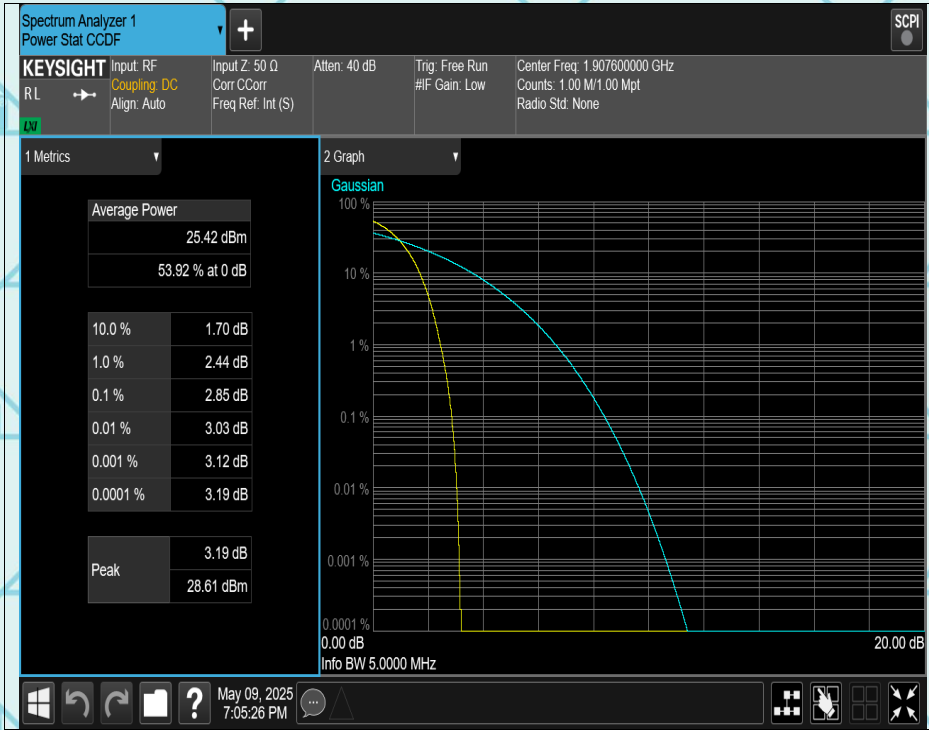 Spectrum Analyzer 1
Power Stat CCDF
+
SCPI
KEYSIGHT
RL
LXI
Input: RF
Coupling: DC
Align: Auto
Input Z: 50 Ω
Corr CCorr
Freq Ref: Int (S)
Atten: 40 dB
Trig: Free Run
#IF Gain: Low
Center Freq: 1.907600000 GHz
Counts: 1.00 M/1.00 Mpt
Radio Std: None
1 Metrics
Average Power
25.42 dBm
53.92 % at 0 dB
10.0 % 1.70 dB
1.0 % 2.44 dB
0.1 % 2.85 dB
0.01 % 3.03 dB
0.001 % 3.12 dB
0.0001 % 3.19 dB
Peak
3.19 dB
28.61 dBm
2 Graph
Gaussian
100 %
10 %
1 %
0.1 %
0.01 %
0.001 %
0.0001 %
0.00 dB 20.00 dB
Info BW 5.0000 MHz
?
May 09, 2025
7:05:26 PM